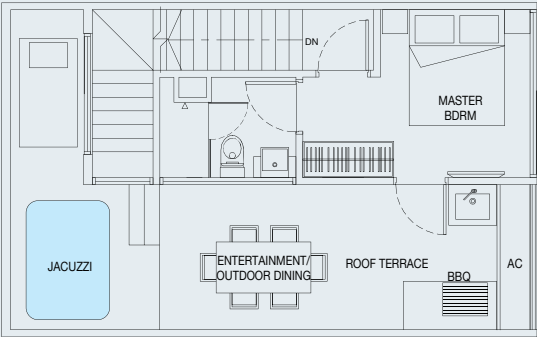 DN
MASTER
BDRM
JACUZZI
ENTERTAINMENT/
OUTDOOR DINING
ROOF TERRACE
BBQ
AC